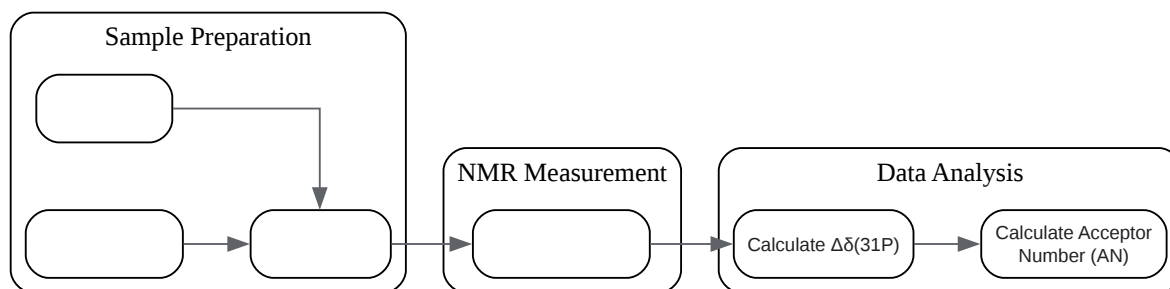 Sample Preparation
NMR Measurement
Data Analysis
Calculate Δδ(31P)
Calculate Acceptor
Number (AN)